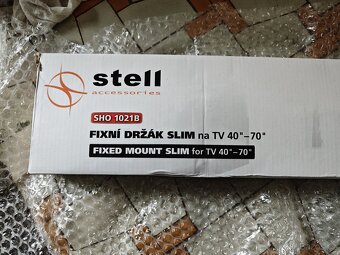 stell
accessories
SHO 1021B
FIXNÍ DRŽÁK SLIM na TV 40"–70"
FIXED MOUNT SLIM for TV 40"–70"